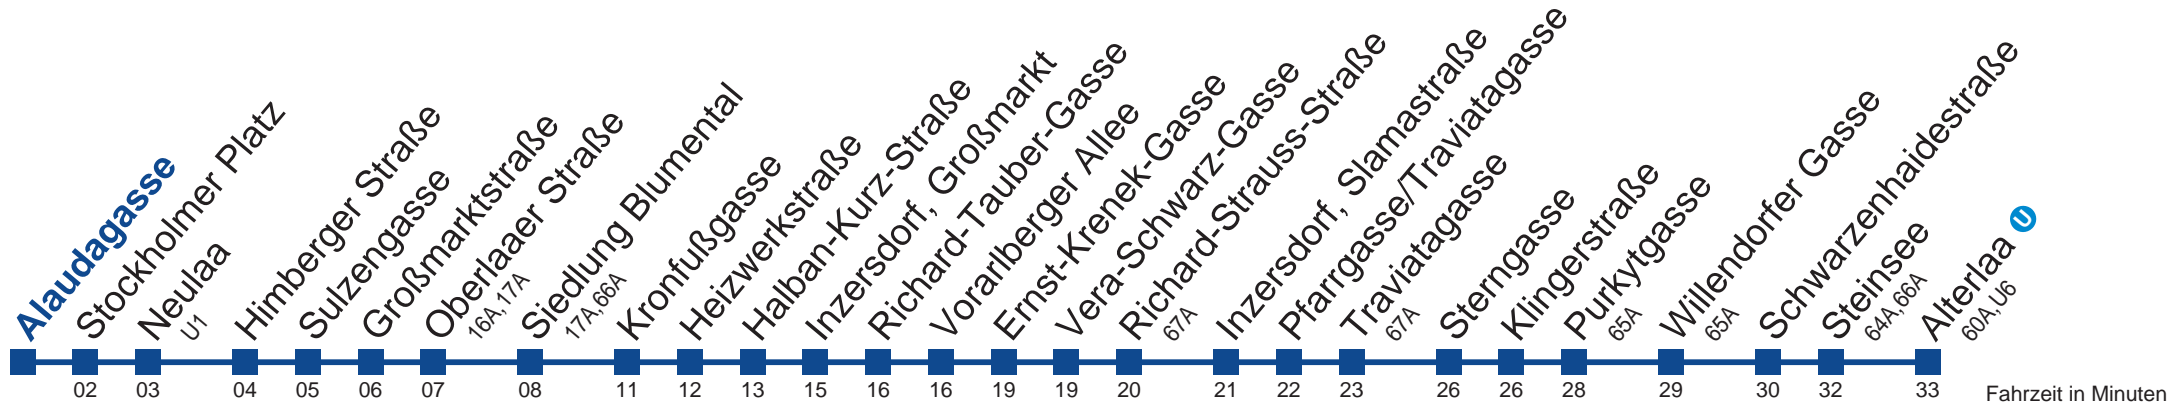 Alaudagasse
Stockholmer Platz
Neulaa
U1
Himberger Straße
Sulzengasse
Großmarktstraße
Oberlaaer Straße
16A, 17A
Siedlung Blumental
17A, 66A
Kronfußgasse
Heizwerkstraße
Halban-Kurz-Straße
Inzersdorf, Großmarkt
Richard-Tauber-Gasse
Vorarlberger Allee
Ernst-Krenek-Gasse
Vera-Schwarz-Gasse
Richard-Strauss-Straße
67A
Inzersdorf, Slamastraße
Pfarrgasse/Traviatagasse
Traviatagasse
67A
Sterngasse
Klingerstraße
Purkytgasse
65A
Willendorfer Gasse
65A
Schwarzenhaidestraße
Steinsee
64A, 66A
Alterlaa U
60A, U6
02 03 04 05 06 07 08 11 12 13 15 16 16 19 19 20 21 22 23 26 26 28 29 30 32 33 Fahrzeit in Minuten